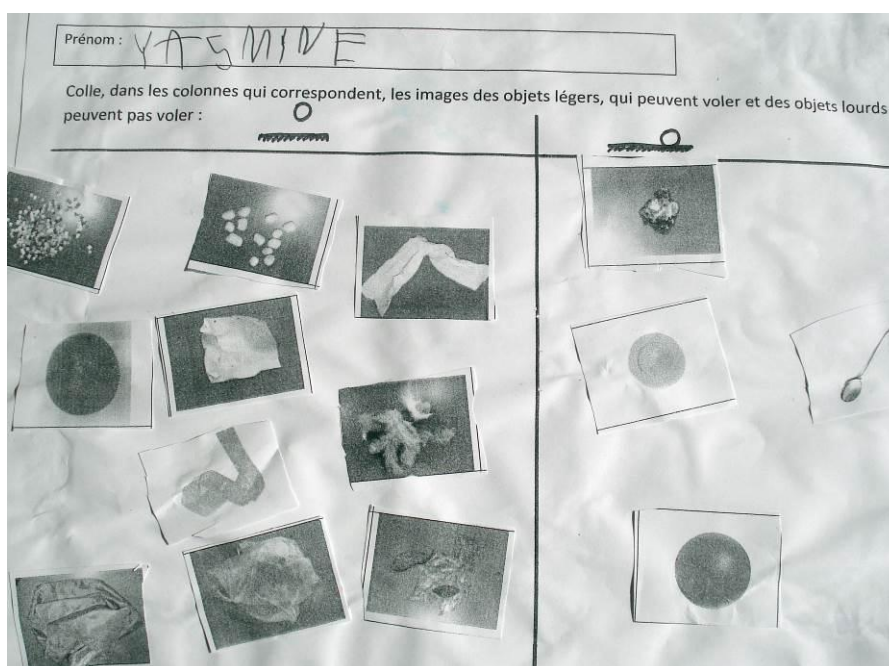 Prénom : YASMINE
Colle, dans les colonnes qui correspondent, les images des objets légers, qui peuvent voler et des objets lourds
peuvent pas voler :